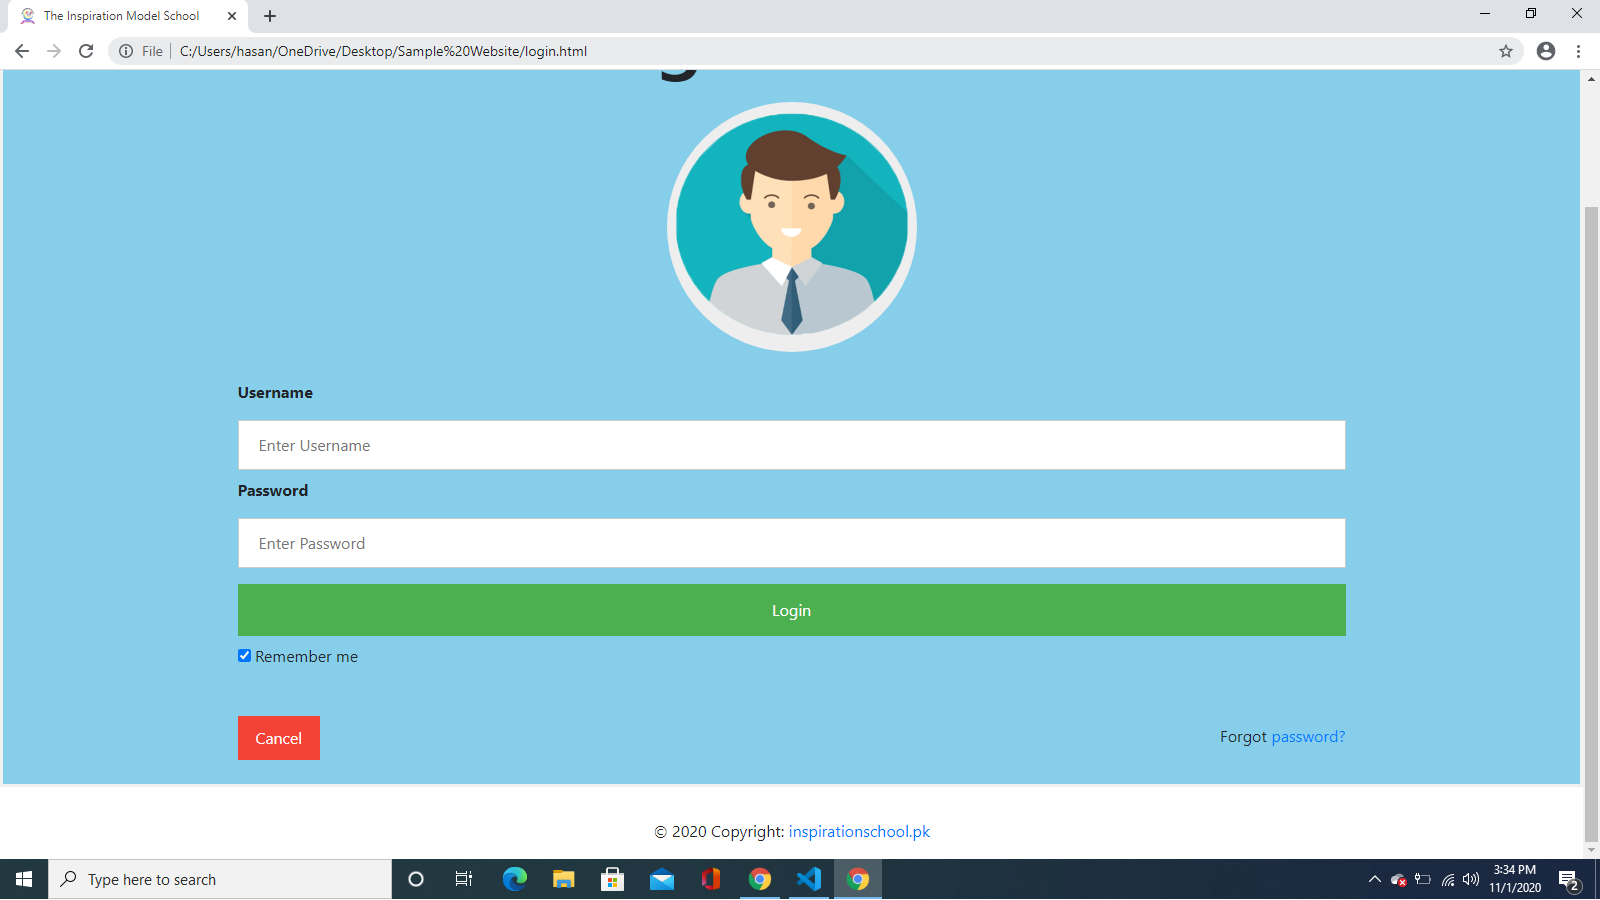 The Inspiration Model School
File C:/Users/hasan/OneDrive/Desktop/Sample%20Website/login.html
Username
Enter Username
Password
Enter Password
Login
Remember me
Cancel
Forgot password?
© 2020 Copyright: inspirationschool.pk
Type here to search
3:34 PM
11/1/2020
2